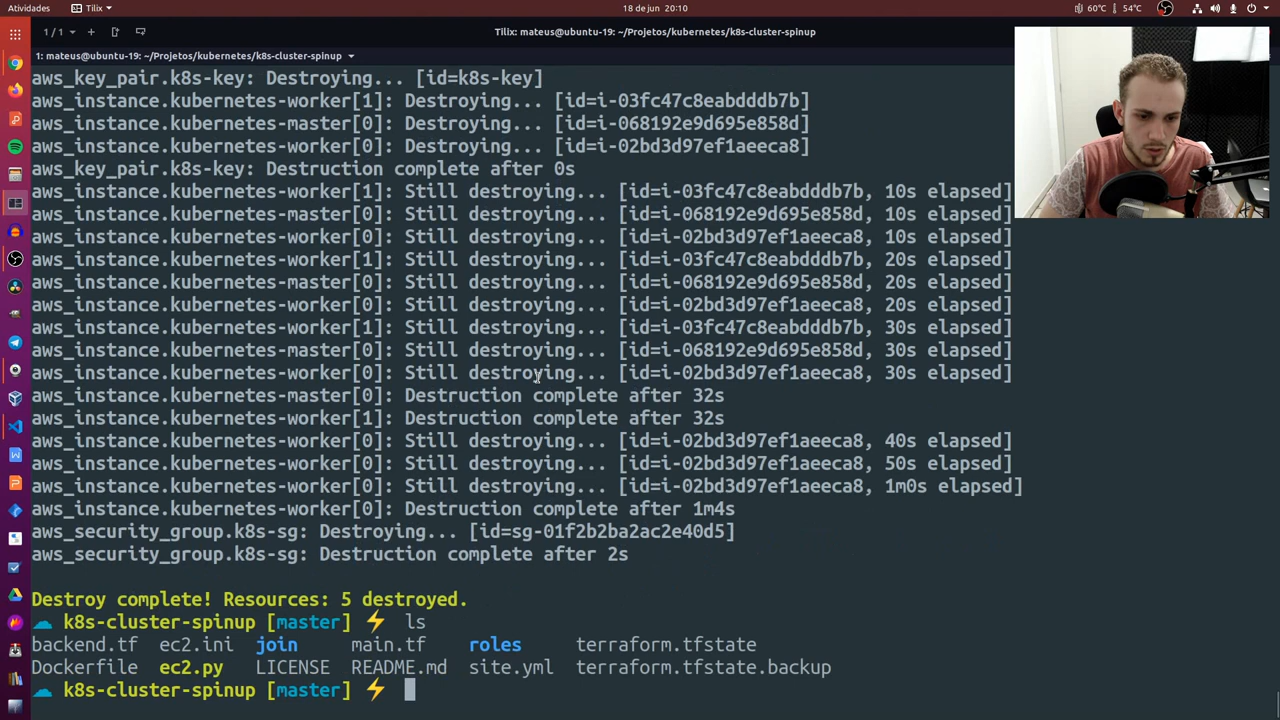 Atividades Tilix 18 de jun 20:10 60°C 54°C
1 / 1 Tilix: mateus@ubuntu-19: ~/Projetos/kubernetes/k8s-cluster-spinup
1: mateus@ubuntu-19: ~/Projetos/kubernetes/k8s-cluster-spinup
aws_key_pair.k8s-key: Destroying... [id=k8s-key]
aws_instance.kubernetes-worker[1]: Destroying... [id=i-03fc47c8eabdddb7b]
aws_instance.kubernetes-master[0]: Destroying... [id=i-068192e9d695e858d]
aws_instance.kubernetes-worker[0]: Destroying... [id=i-02bd3d97ef1aeeca8]
aws_key_pair.k8s-key: Destruction complete after 0s
aws_instance.kubernetes-worker[1]: Still destroying... [id=i-03fc47c8eabdddb7b, 10s elapsed]
aws_instance.kubernetes-master[0]: Still destroying... [id=i-068192e9d695e858d, 10s elapsed]
aws_instance.kubernetes-worker[0]: Still destroying... [id=i-02bd3d97ef1aeeca8, 10s elapsed]
aws_instance.kubernetes-worker[1]: Still destroying... [id=i-03fc47c8eabdddb7b, 20s elapsed]
aws_instance.kubernetes-master[0]: Still destroying... [id=i-068192e9d695e858d, 20s elapsed]
aws_instance.kubernetes-worker[0]: Still destroying... [id=i-02bd3d97ef1aeeca8, 20s elapsed]
aws_instance.kubernetes-worker[1]: Still destroying... [id=i-03fc47c8eabdddb7b, 30s elapsed]
aws_instance.kubernetes-master[0]: Still destroying... [id=i-068192e9d695e858d, 30s elapsed]
aws_instance.kubernetes-worker[0]: Still destroying... [id=i-02bd3d97ef1aeeca8, 30s elapsed]
aws_instance.kubernetes-master[0]: Destruction complete after 32s
aws_instance.kubernetes-worker[1]: Destruction complete after 32s
aws_instance.kubernetes-worker[0]: Still destroying... [id=i-02bd3d97ef1aeeca8, 40s elapsed]
aws_instance.kubernetes-worker[0]: Still destroying... [id=i-02bd3d97ef1aeeca8, 50s elapsed]
aws_instance.kubernetes-worker[0]: Still destroying... [id=i-02bd3d97ef1aeeca8, 1m0s elapsed]
aws_instance.kubernetes-worker[0]: Destruction complete after 1m4s
aws_security_group.k8s-sg: Destroying... [id=sg-01f2b2ba2ac2e40d5]
aws_security_group.k8s-sg: Destruction complete after 2s
Destroy complete! Resources: 5 destroyed.
k8s-cluster-spinup [master] ⚡ ls
backend.tf ec2.ini join main.tf roles terraform.tfstate
Dockerfile ec2.py LICENSE README.md site.yml terraform.tfstate.backup
k8s-cluster-spinup [master] ⚡